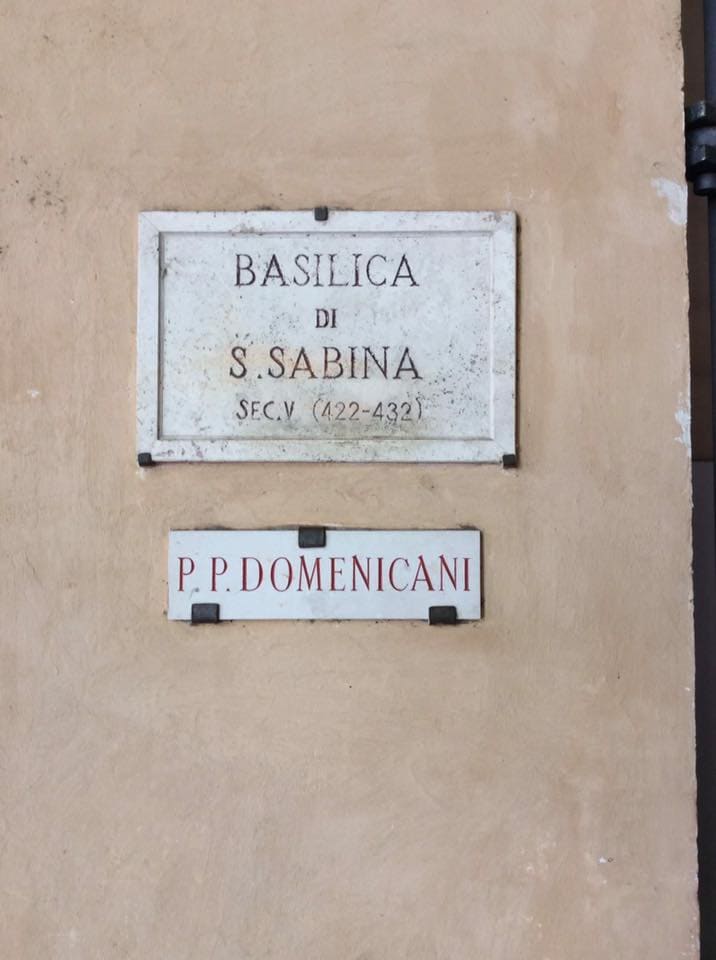 BASILICA
DI
S.SABINA
SEC.V (422-432)
P P.DOMENICANI